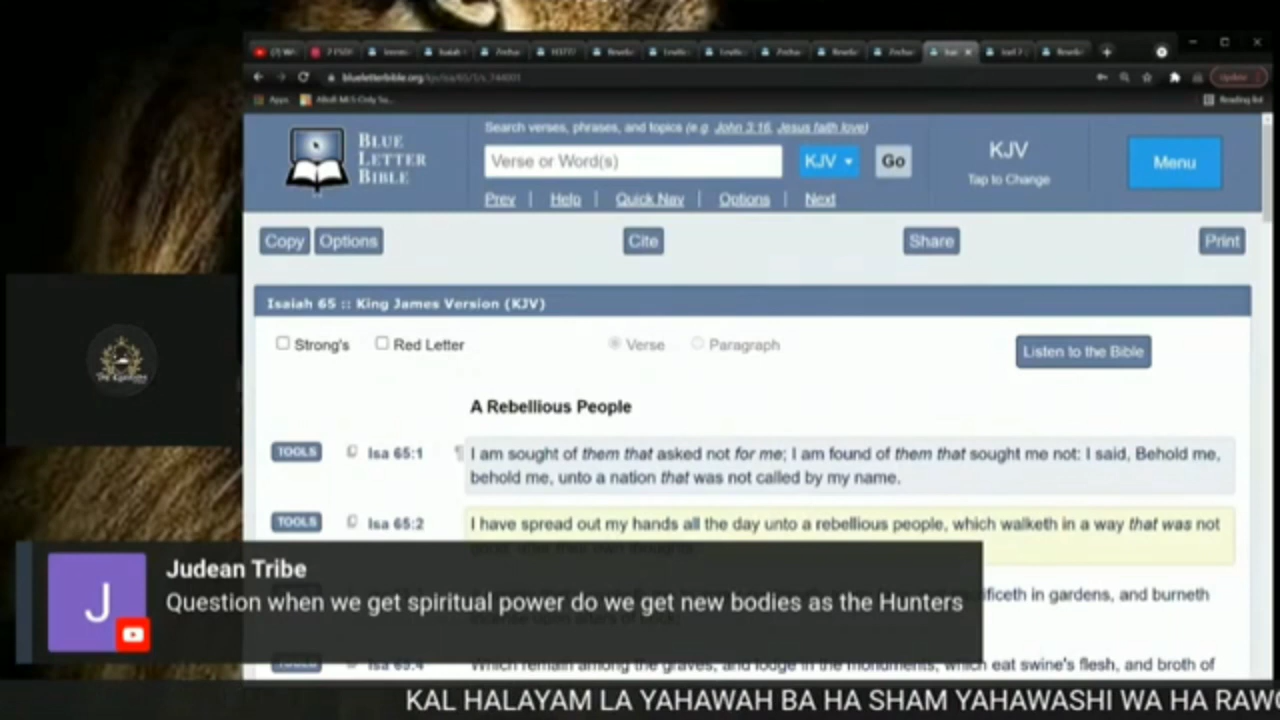 blueletterbible.org
Update
Apps
Reading list
BLUE
LETTER
BIBLE
Search verses, phrases, and topics (e.g. John 3:16, Jesus faith love)
Verse or Word(s)
KJV
Go
KJV
Tap to Change
Menu
Prev | Help | Quick Nav | Options | Next
Copy Options Cite Share Print
Isaiah 65 :: King James Version (KJV)
Strong's Red Letter Verse Paragraph
Listen to the Bible
A Rebellious People
TOOLS Isa 65:1 ¶ I am sought of them that asked not for me; I am found of them that sought me not: I said, Behold me,
behold me, unto a nation that was not called by my name.
TOOLS Isa 65:2 I have spread out my hands all the day unto a rebellious people, which walketh in a way that was not
Judean Tribe
J
Question when we get spiritual power do we get new bodies as the Hunters
ificeth in gardens, and burneth
TOOLS Isa 65:4 Which remain among the graves, and lodge in the monuments, which eat swine's flesh, and broth of
KAL HALAYAM LA YAHAWAH BA HA SHAM YAHAWASHI WA HA